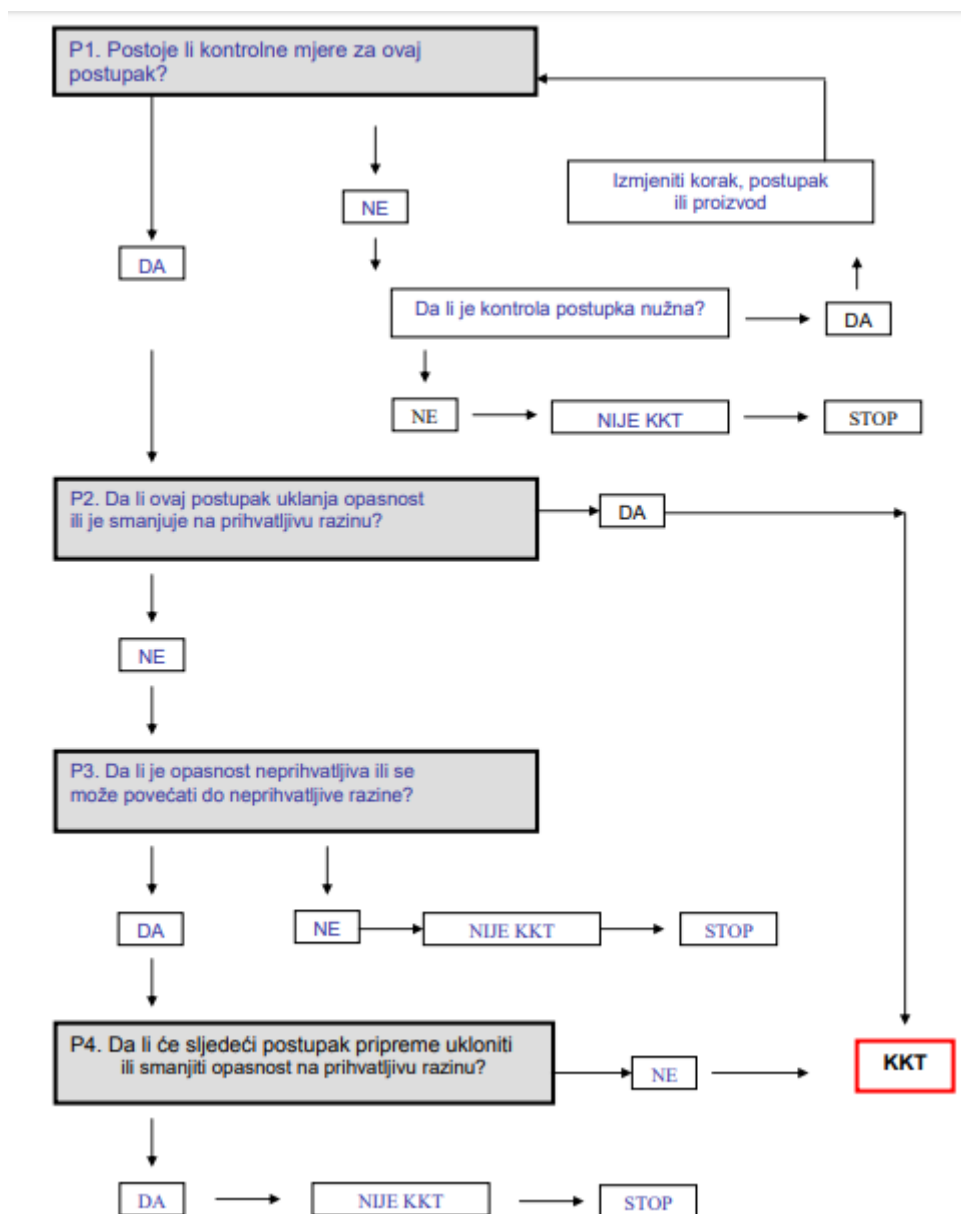 P1. Postoje li kontrolne mjere za ovaj
postupak?
Izmjeniti korak, postupak
ili proizvod
NE
DA
Da li je kontrola postupka nužna?
DA
NE
NIJE KKT
STOP
P2. Da li ovaj postupak uklanja opasnost
ili je smanjuje na prihvatljivu razinu?
DA
NE
P3. Da li je opasnost neprihvatljiva ili se
može povećati do neprihvatljive razine?
DA
NE
NIJE KKT
STOP
P4. Da li će sljedeći postupak pripreme ukloniti
ili smanjiti opasnost na prihvatljivu razinu?
NE
KKT
DA
NIJE KKT
STOP